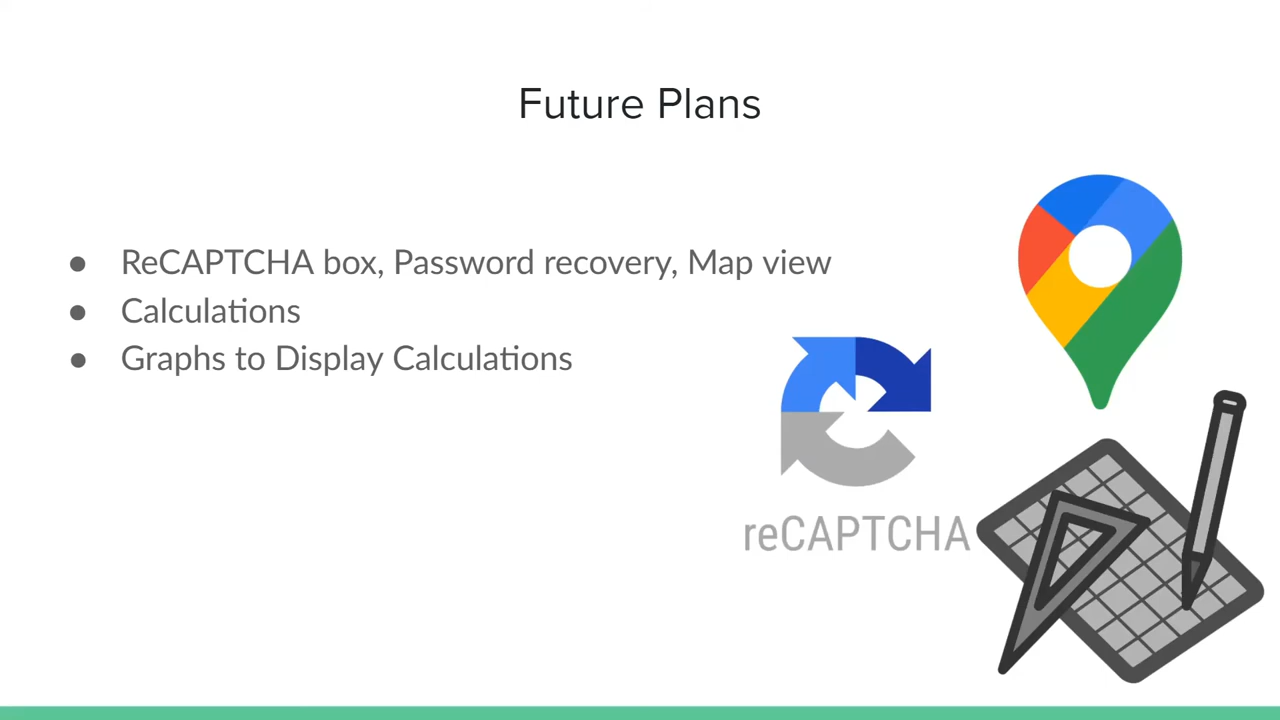 Future Plans
● ReCAPTCHA box, Password recovery, Map view
● Calculations
● Graphs to Display Calculations
reCAPTCHA